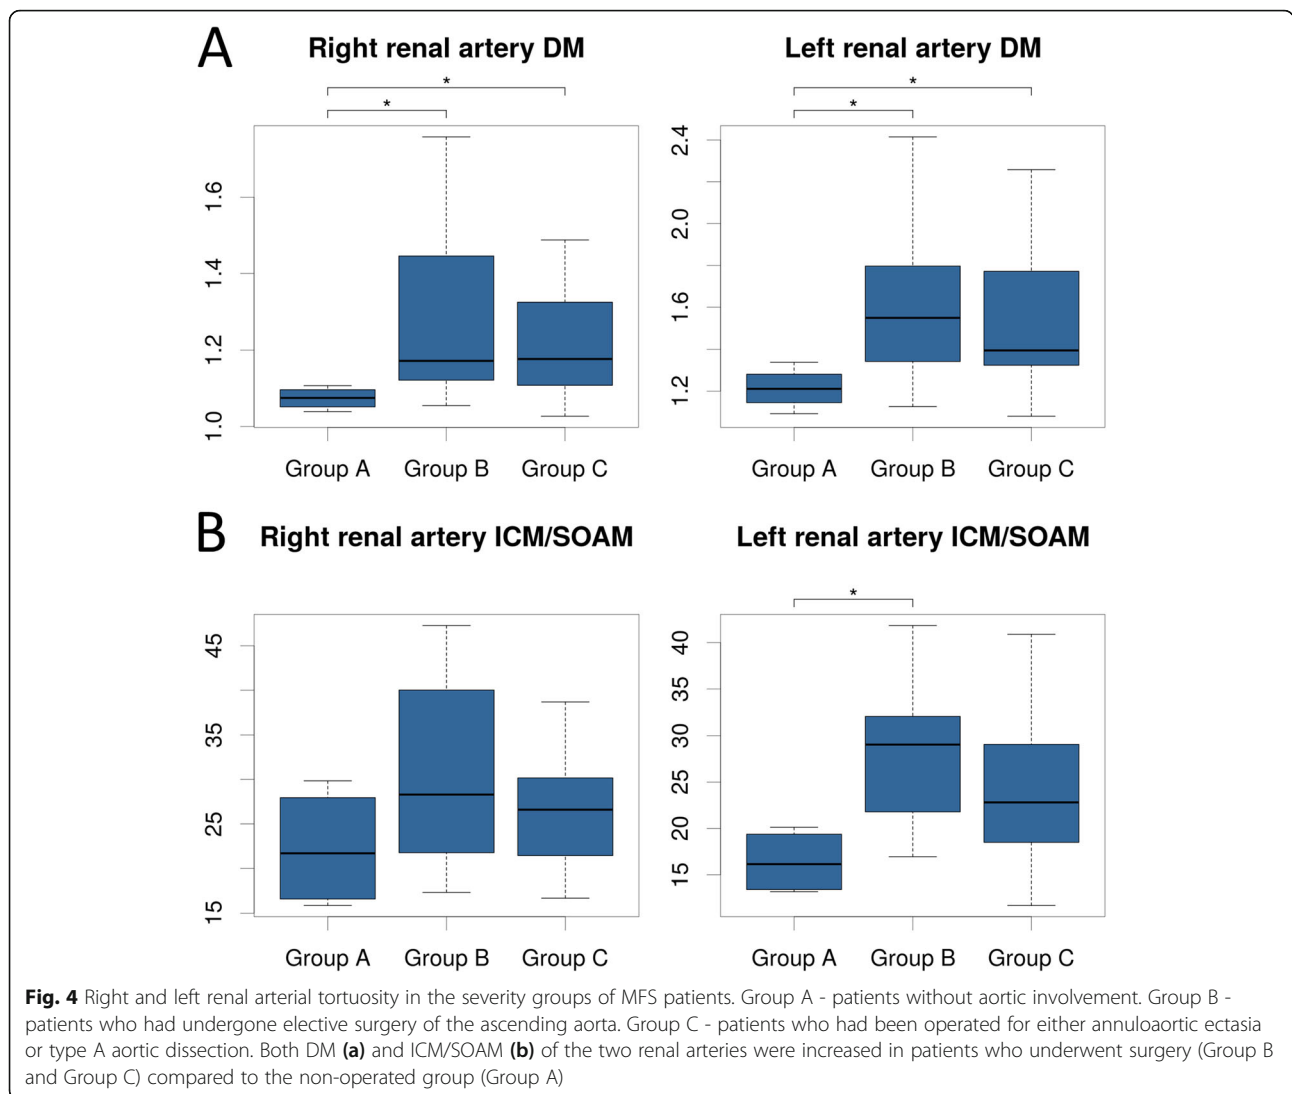 A
Right renal artery DM
Left renal artery DM
*
*
*
*
1.0 1.2 1.4 1.6
1.2 1.6 2.0 2.4
Group A Group B Group C
Group A Group B Group C
B
Right renal artery ICM/SOAM
Left renal artery ICM/SOAM
*
15 25 35 45
15 20 25 30 35 40
Group A Group B Group C
Group A Group B Group C
Fig. 4 Right and left renal arterial tortuosity in the severity groups of MFS patients. Group A - patients without aortic involvement. Group B -
patients who had undergone elective surgery of the ascending aorta. Group C - patients who had been operated for either annuloaortic ectasia
or type A aortic dissection. Both DM (a) and ICM/SOAM (b) of the two renal arteries were increased in patients who underwent surgery (Group B
and Group C) compared to the non-operated group (Group A)